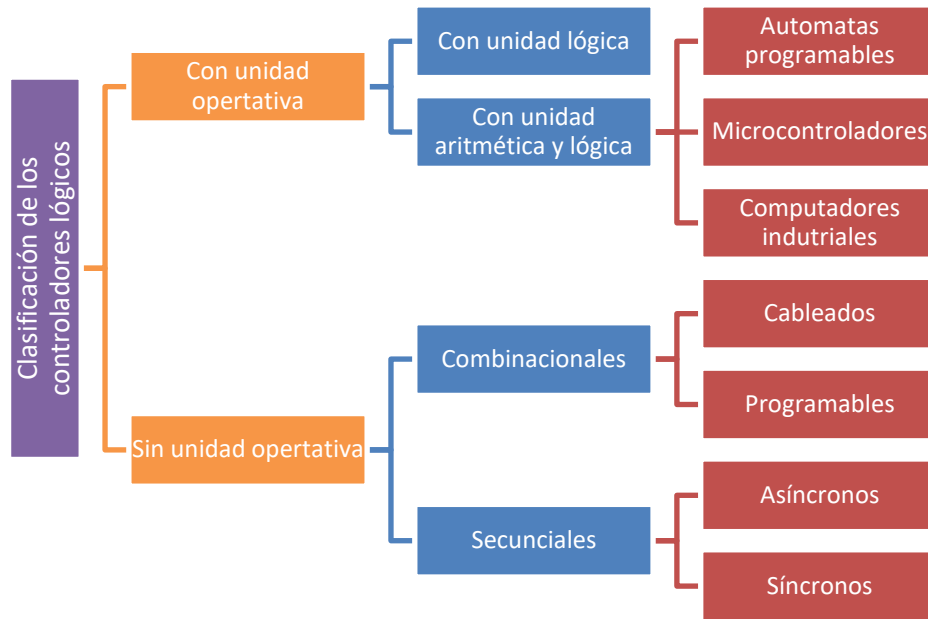 Clasificación de los
controladores lógicos
Con unidad
opertativa
Con unidad lógica
Con unidad
aritmética y lógica
Automatas
programables
Microcontroladores
Computadores
indutriales
Sin unidad opertativa
Combinacionales
Cableados
Programables
Secunciales
Asíncronos
Síncronos